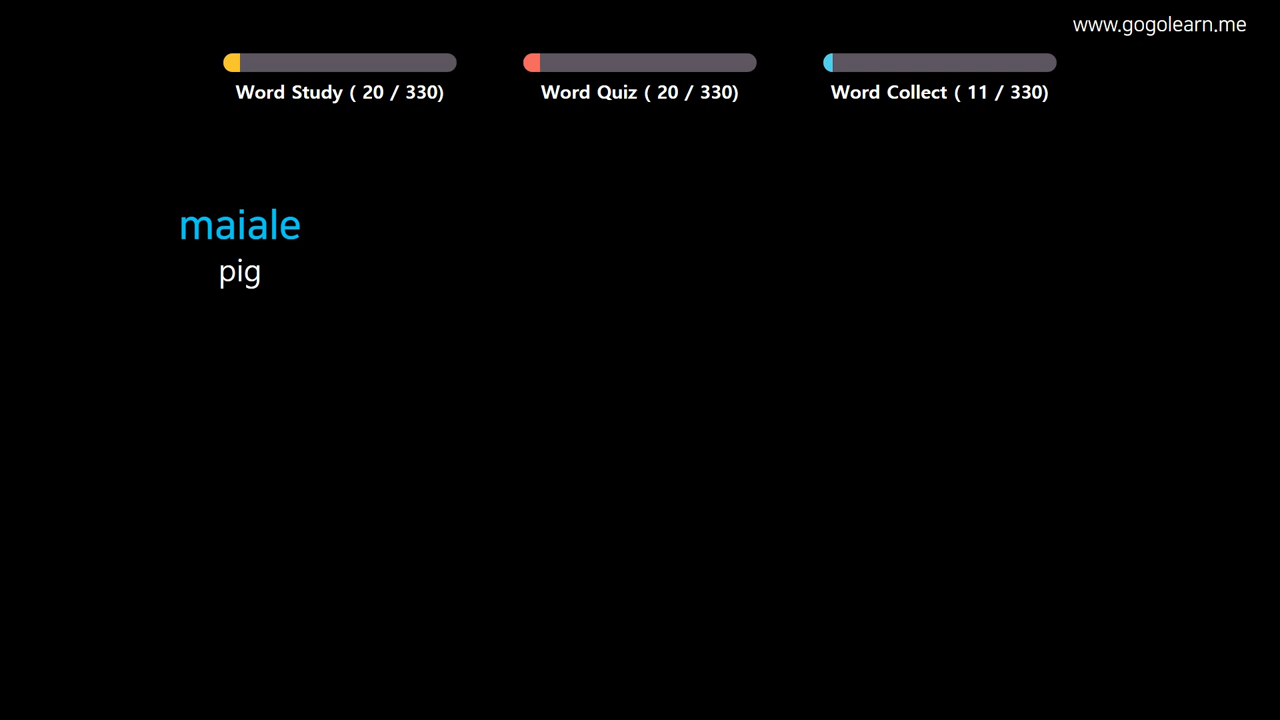 www.gogolearn.me
Word Study ( 20 / 330)
Word Quiz ( 20 / 330)
Word Collect ( 11 / 330)
maiale
pig